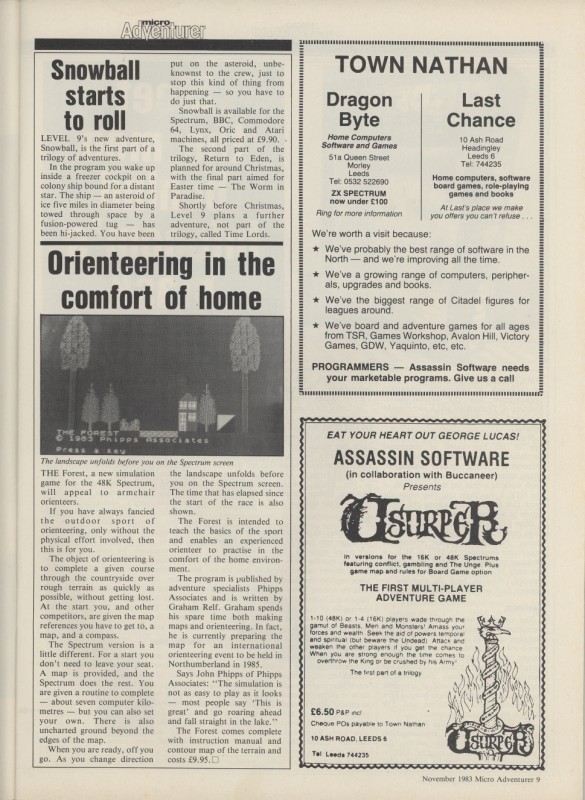 micro
Adventurer
Snowball
starts
to roll
LEVEL 9's new adventure,
Snowball, is the first part of a
trilogy of adventures.
In the program you wake up
inside a freezer cockpit on a
colony ship bound for a distant
star. The ship — an asteroid of
ice five miles in diameter being
towed through space by a
fusion-powered tug — has
been hi-jacked. You have been
put on the asteroid, unbe-
knownst to the crew, just to
stop this kind of thing from
happening — so you have to
do just that.
Snowball is available for the
Spectrum, BBC, Commodore
64, Lynx, Oric and Atari
machines, all priced at £9.90.
The second part of the
trilogy, Return to Eden, is
planned for around Christmas,
with the final part aimed for
Easter time — The Worm in
Paradise.
Shortly before Christmas,
Level 9 plans a further
adventure, not part of the
trilogy, called Time Lords.
Orienteering in the
comfort of home
THE FOREST
© 1983 Phipps Associates
Press a Key
The landscape unfolds before you on the Spectrum screen
THE Forest, a new simulation
game for the 48K Spectrum,
will appeal to armchair
orienteers.
If you have always fancied
the outdoor sport of
orienteering, only without the
physical effort involved, then
this is for you.
The object of orienteering is
to complete a given course
through the countryside over
rough terrain as quickly as
possible, without getting lost.
At the start you, and other
competitors, are given the map
references you have to get to, a
map, and a compass.
The Spectrum version is a
little different. For a start you
don't need to leave your seat.
A map is provided, and the
Spectrum does the rest. You
are given a routine to complete
— about seven computer kilo-
metres — but you can also set
your own. There is also
uncharted ground beyond the
edges of the map.
When you are ready, off you
go. As you change direction
the landscape unfolds before
you on the Spectrum screen.
The time that has elapsed since
the start of the race is also
shown.
The Forest is intended to
teach the basics of the sport
and enables an experienced
orienteer to practise in the
comfort of the home environ-
ment.
The program is published by
adventure specialists Phipps
Associates and is written by
Graham Relf. Graham spends
his spare time both making
maps and orienteering. In fact,
he is currently preparing the
map for an international
orienteering event to be held in
Northumberland in 1985.
Says John Phipps of Phipps
Associates: "The simulation is
not as easy to play as it looks
— most people say 'This is
great' and go roaring ahead
and fall straight in the lake."
The Forest comes complete
with instruction manual and
contour map of the terrain and
costs £9.95.□
TOWN NATHAN
Dragon
Byte
Home Computers
Software and Games
51a Queen Street
Morley
Leeds
Tel: 0532 522690
ZX SPECTRUM
now under £100
Ring for more information
Last
Chance
10 Ash Road
Headingley
Leeds 6
Tel: 744235
Home computers, software
board games, role-playing
games and books
At Last's place we make
you offers you can't refuse . . .
We're worth a visit because:
★ We've probably the best range of software in the
North — and we're improving all the time.
★ We've a growing range of computers, peripher-
als, upgrades and books.
★ We've the biggest range of Citadel figures for
leagues around.
★ We've board and adventure games for all ages
from TSR, Games Workshop, Avalon Hill, Victory
Games, GDW, Yaquinto, etc, etc.
PROGRAMMERS — Assassin Software needs
your marketable programs. Give us a call
EAT YOUR HEART OUT GEORGE LUCAS!
ASSASSIN SOFTWARE
(in collaboration with Buccaneer)
Presents
USURPER
In versions for the 16K or 48K Spectrums
featuring conflict, gambling and The Unge. Plus
game map and rules for Board Game option
THE FIRST MULTI-PLAYER
ADVENTURE GAME
1-10 (48K) or 1-4 (16K) players wade through the
gamut of Beasts, Men and Monsters! Amass your
forces and wealth. Seek the aid of powers temporal
and spiritual (but beware the Undead). Attack and
weaken the other players if you get the chance
When you are strong enough the time comes to
overthrow the King or be crushed by his Army!
The first part of a trilogy
£6.50 P&P incl
Cheque POs payable to Town Nathan
10 ASH ROAD, LEEDS 6
Tel: Leeds 744235
USURPER
November 1983 Micro Adventurer 9